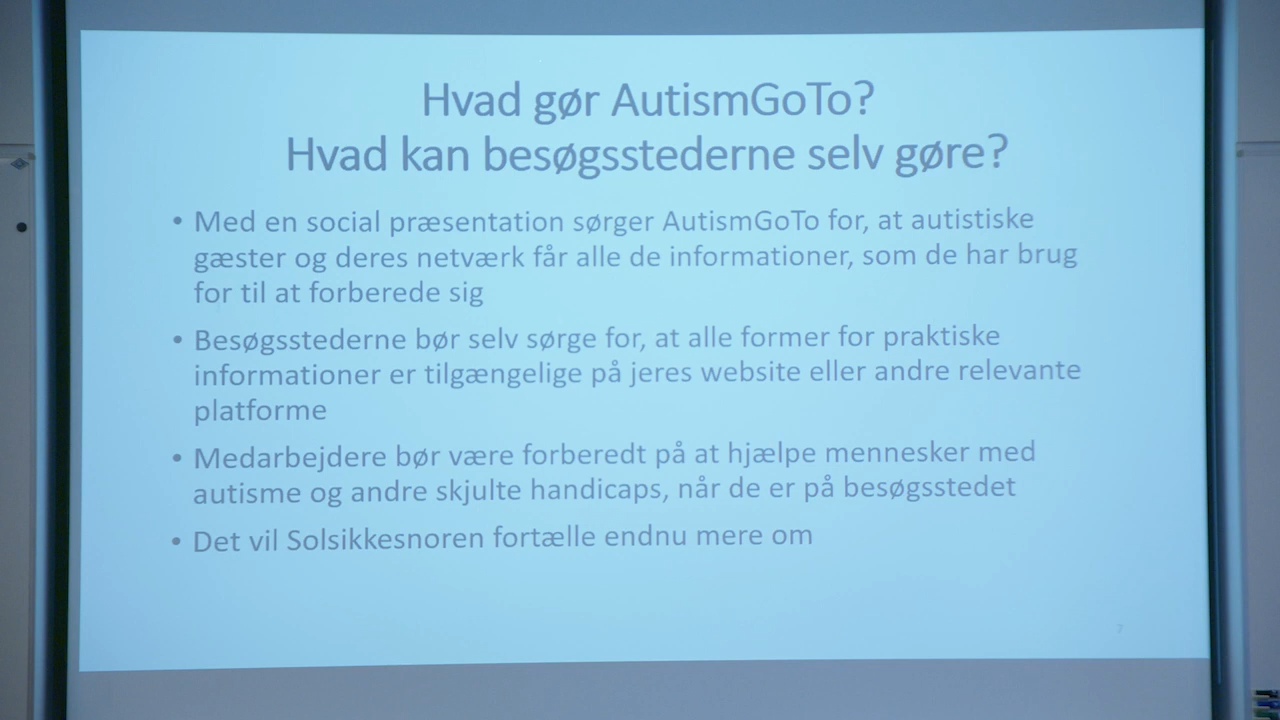 Hvad gør AutismGoTo?
Hvad kan besøgsstederne selv gøre?
• Med en social præsentation sørger AutismGoTo for, at autistiske
gæster og deres netværk får alle de informationer, som de har brug
for til at forberede sig
• Besøgsstederne bør selv sørge for, at alle former for praktiske
informationer er tilgængelige på jeres website eller andre relevante
platforme
• Medarbejdere bør være forberedt på at hjælpe mennesker med
autisme og andre skjulte handicaps, når de er på besøgsstedet
• Det vil Solsikkesnoren fortælle endnu mere om
7